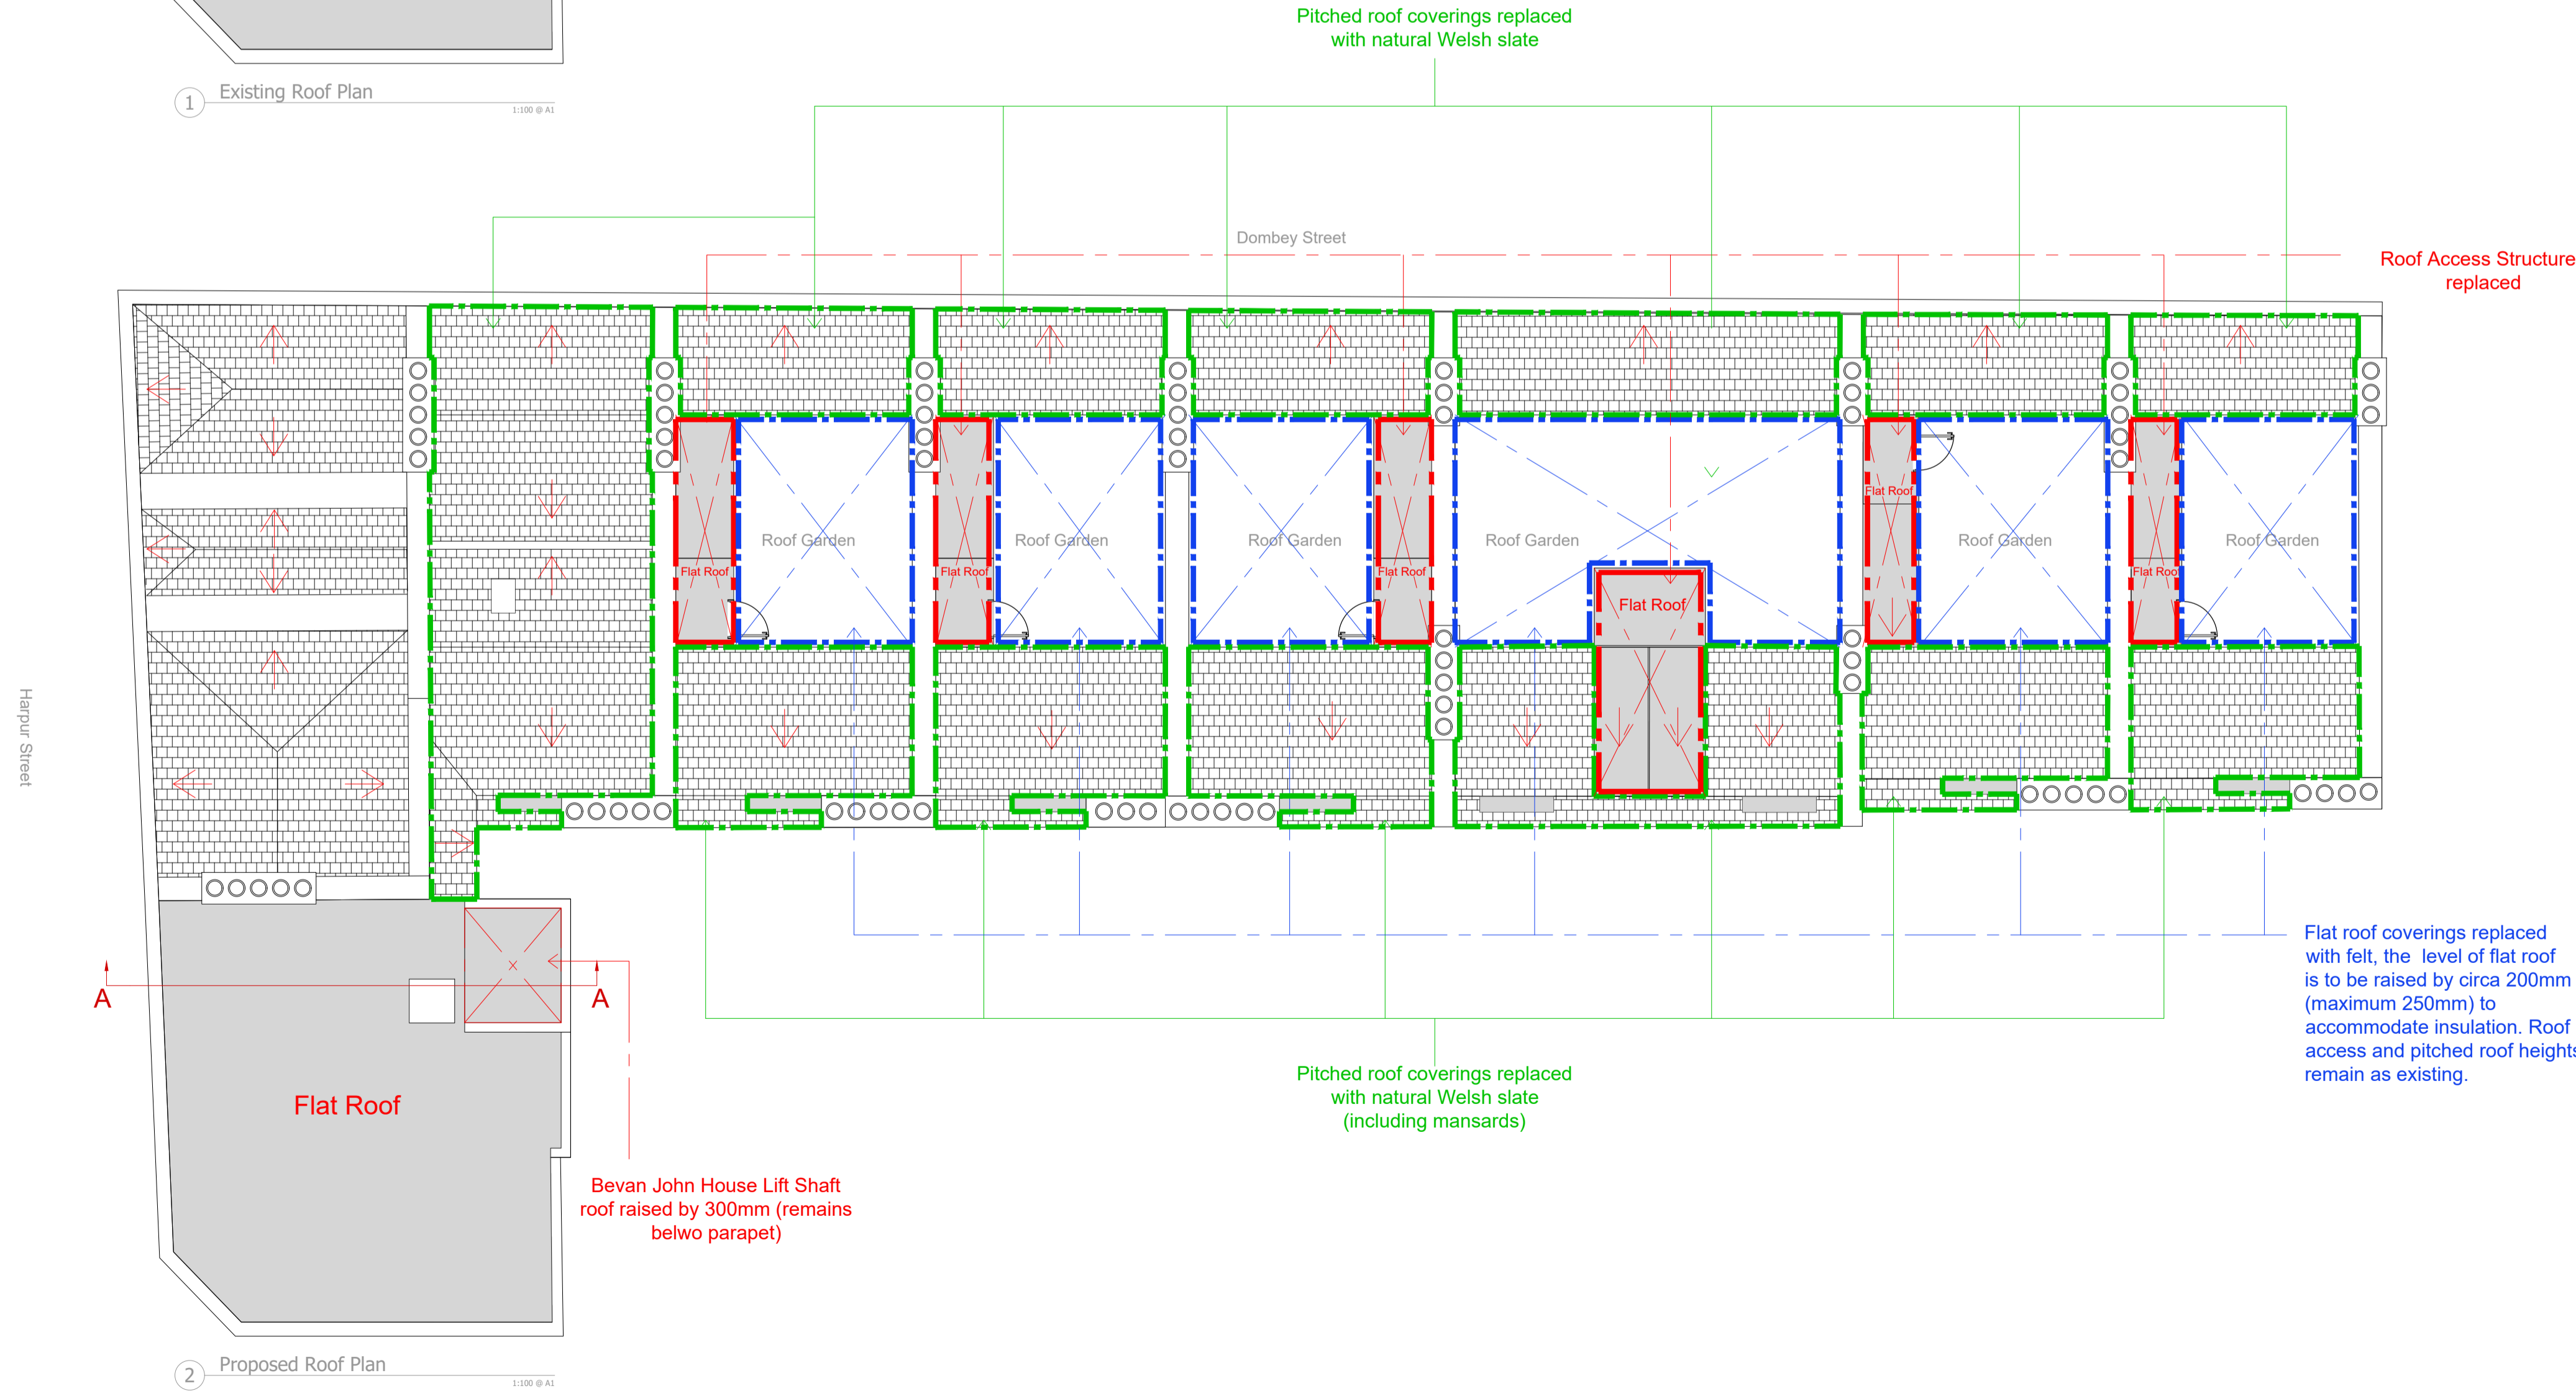 Pitched roof coverings replaced
with natural Welsh slate
1
Existing Roof Plan
1:100 @ A1
Dombey Street
Roof Access Structure
replaced
Flat Roof
Roof Garden
Roof Garden
Roof Garden
Roof Garden
Roof Garden
Roof Garden
Flat Roof
Flat Roof
Flat Roof
Flat Roof
Flat Roof
Harpur Street
Flat roof coverings replaced
with felt, the level of flat roof
is to be raised by circa 200mm
(maximum 250mm) to
accommodate insulation. Roof
access and pitched roof heights
remain as existing.
A
A
Pitched roof coverings replaced
with natural Welsh slate
(including mansards)
Flat Roof
Bevan John House Lift Shaft
roof raised by 300mm (remains
belwo parapet)
2
Proposed Roof Plan
1:100 @ A1